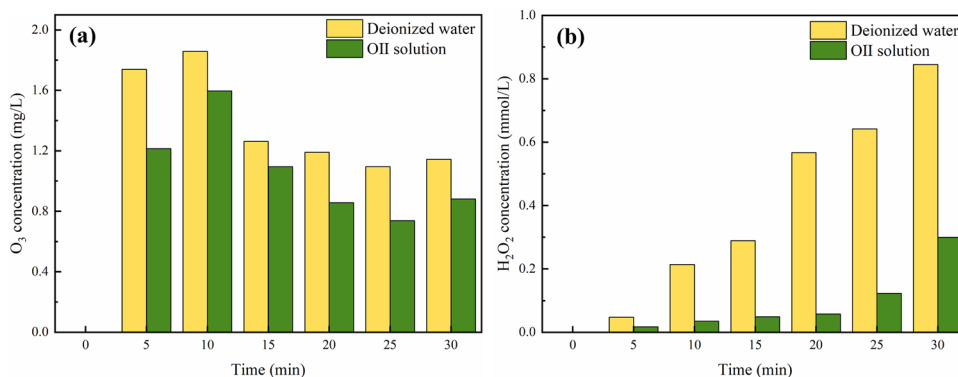 (a)
Deionized water
OII solution
O₃ concentration (mg/L)
2.0
1.6
1.2
0.8
0.4
0.0
0 5 10 15 20 25 30
Time (min)
(b)
Deionized water
OII solution
H₂O₂ concentration (mmol/L)
1.0
0.8
0.6
0.4
0.2
0.0
0 5 10 15 20 25 30
Time (min)